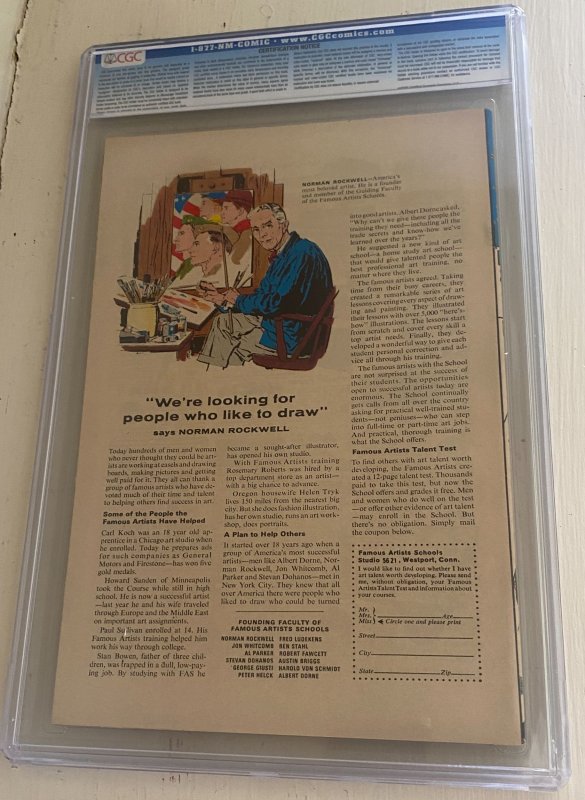 1-877-NM-COMIC • www.CGCcomics.com
CGC
CERTIFICATION NOTICE
NORMAN ROCKWELL—America's
most beloved artist. He is a founder
and member of the Guiding Faculty
of the Famous Artists Schools.
"We're looking for
people who like to draw"
says NORMAN ROCKWELL
Today hundreds of men and women
who never thought they could be art-
ists are working at easels and drawing
boards, making pictures and getting
well paid for it. They all can thank a
group of famous artists who have de-
voted much of their time and talent
to helping others find success in art.
Some of the People the
Famous Artists Have Helped
Carl Koch was an 18 year old ap-
prentice in a Chicago art studio when
he enrolled. Today he prepares ads
for such companies as General
Motors and Firestone—has won five
gold medals.
Howard Sanden of Minneapolis
took the Course while still in high
school. He is now a successful artist
—last year he and his wife traveled
through Europe and the Middle East
on important art assignments.
Paul Sullivan enrolled at 14. His
Famous Artists training helped him
work his way through college.
Stan Bowen, father of three chil-
dren, was trapped in a dull, low-pay-
ing job. By studying with FAS he
became a sought-after illustrator,
has opened his own studio.
With Famous Artists training
Rosemary Roberts was hired by a
top department store as an artist—
with a big chance to advance.
Oregon housewife Helen Tryk
lives 150 miles from the nearest big
city. But she does fashion illustration,
has her own studio, runs an art work-
shop, does portraits.
A Plan to Help Others
It started over 18 years ago when a
group of America's most successful
artists—men like Albert Dorne, Nor-
man Rockwell, Jon Whitcomb, Al
Parker and Stevan Dohanos—met in
New York City. They knew that all
over America there were people who
liked to draw who could be turned
FOUNDING FACULTY OF
FAMOUS ARTISTS SCHOOLS
NORMAN ROCKWELL FRED LUDEKENS
JON WHITCOMB BEN STAHL
AL PARKER ROBERT FAWCETT
STEVAN DOHANOS AUSTIN BRIGGS
GEORGE GIUSTI HAROLD VON SCHMIDT
PETER HELCK ALBERT DORNE
into good artists. Albert Dorne asked,
"Why can't we give these people the
training they need—including all the
trade secrets and know-how we've
learned over the years?"
He suggested a new kind of art
school—a home study art school—
that would give talented people the
best professional art training, no
matter where they live.
The famous artists agreed. Taking
time from their busy careers, they
created a remarkable series of art
lessons covering every aspect of draw-
ing and painting. They illustrated
their lessons with over 5,000 "here's-
how" illustrations. The lessons start
from scratch and cover every skill a
top artist needs. Finally, they de-
veloped a wonderful way to give each
student personal correction and ad-
vice all through his training.
The famous artists with the School
are not surprised at the success of
their students. The opportunities
open to successful artists today are
enormous. The School continually
gets calls from all over the country
asking for practical well-trained stu-
dents—not geniuses—who can step
into full-time or part-time art jobs.
And practical, thorough training is
what the School offers.
Famous Artists Talent Test
To find others with art talent worth
developing, the Famous Artists cre-
ated a 12-page talent test. Thousands
paid to take this test, but now the
School offers and grades it free. Men
and women who do well on the test
—or offer other evidence of art talent
—may enroll in the School. But
there's no obligation. Simply mail
the coupon below.
Famous Artists Schools
Studio 5621, Westport, Conn.
I would like to find out whether I have
art talent worth developing. Please send
me, without obligation, your Famous
Artists Talent Test and information about
your courses.
Mr.
Mrs. Age
Miss Circle one and please print
Street
City
State Zip